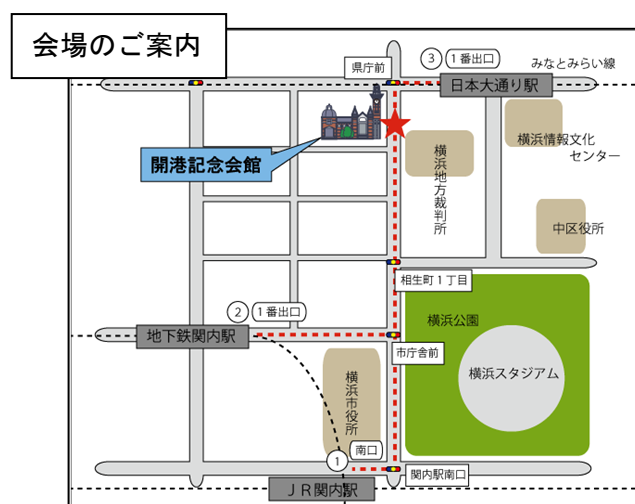 会場のご案内
県庁前
③
1番出口
みなとみらい線
日本大通り駅
横浜情報文化
センター
開港記念会館
横浜地方裁判所
中区役所
相生町1丁目
②
1番出口
地下鉄関内駅
横浜公園
市庁舎前
横浜スタジアム
横浜市役所
南口
①
関内駅南口
JR関内駅